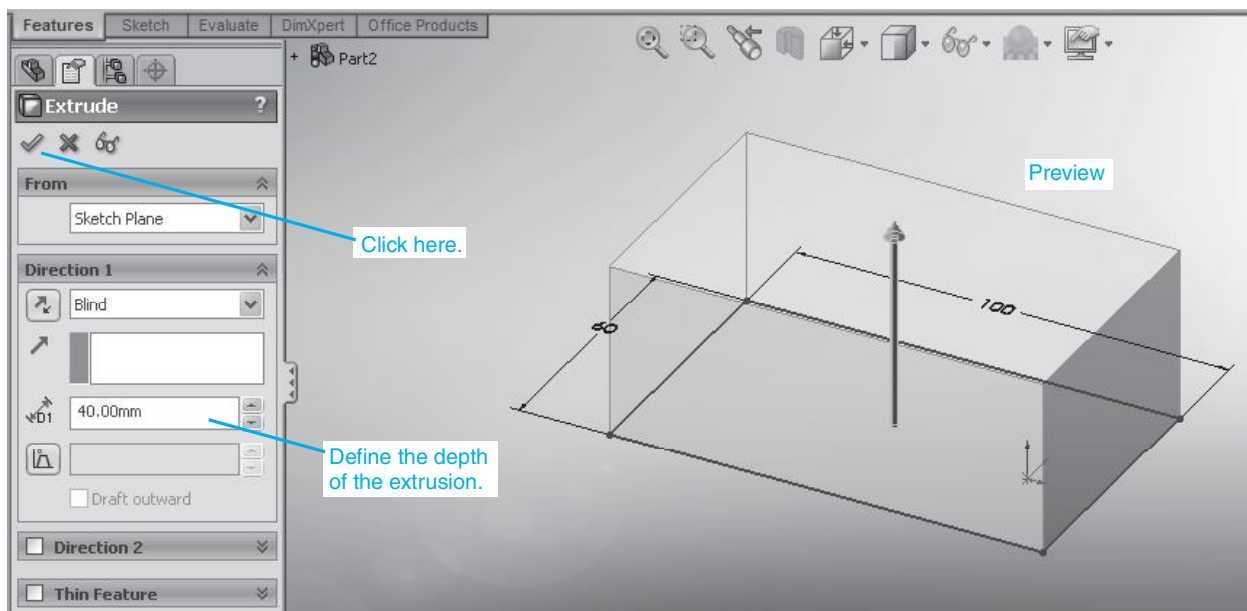 Features Sketch Evaluate DimXpert Office Products
+ Part2
Extrude ?
From
Sketch Plane
Direction 1
Blind
D1 40.00mm
Draft outward
Direction 2
Thin Feature
Click here.
Define the depth
of the extrusion.
Preview
60
100